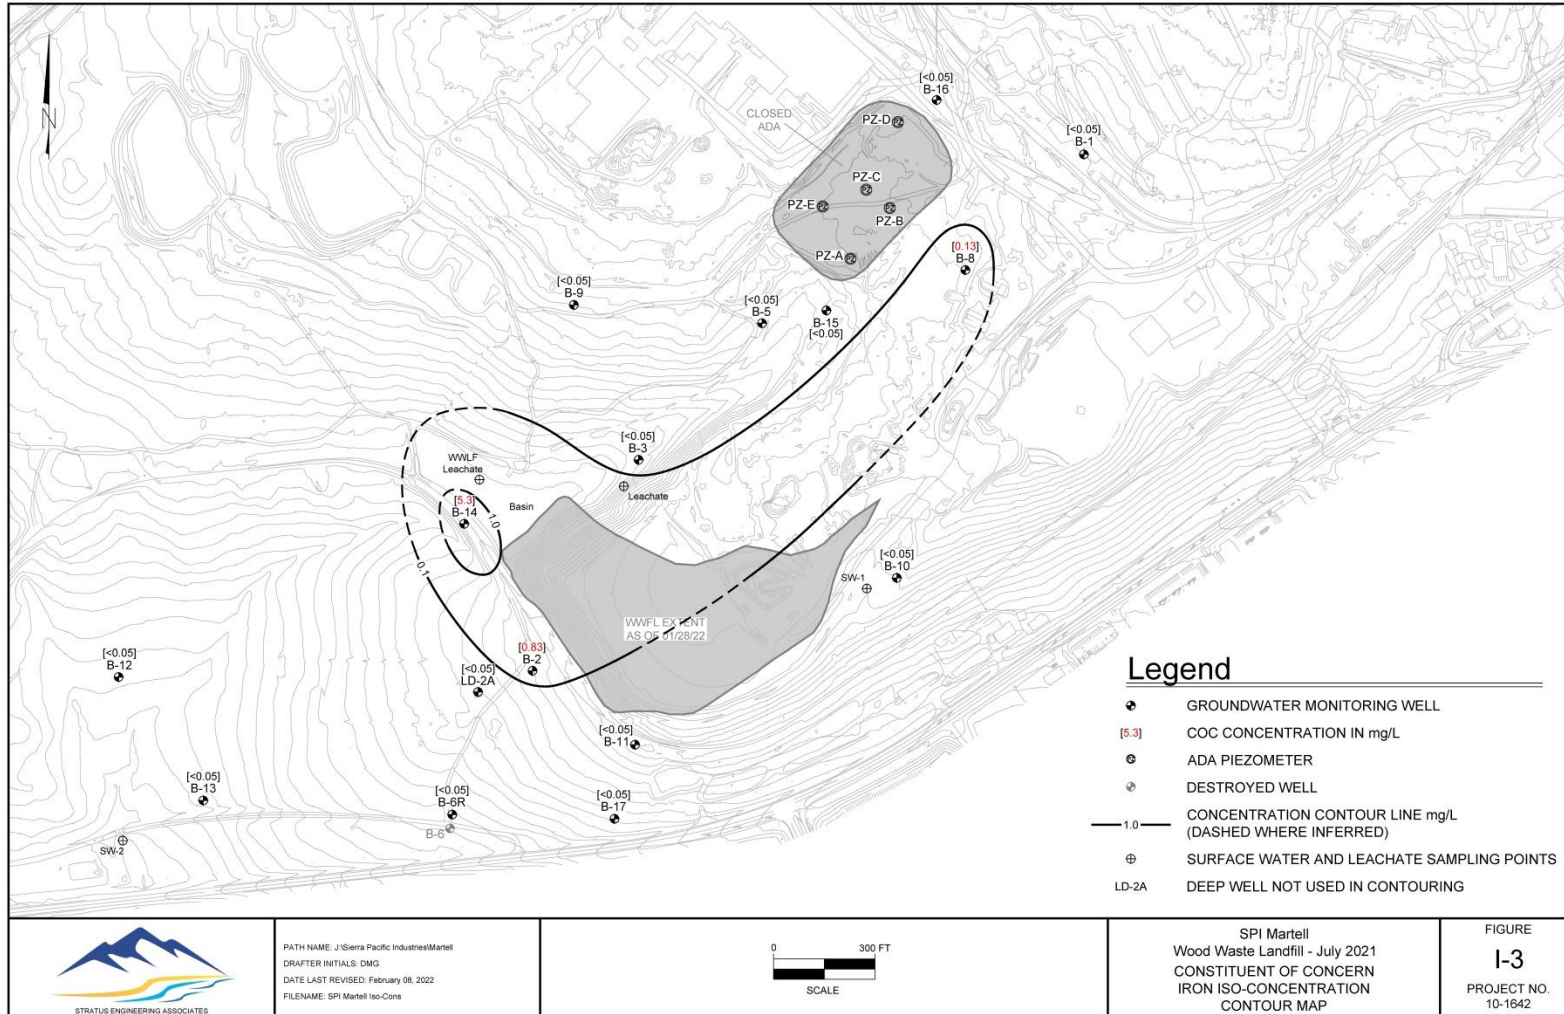 N
[<0.05]
B-16
CLOSED
ADA
PZ-D
[<0.05]
B-1
PZ-C
PZ-E
PZ-B
PZ-A
[0.13]
B-8
[<0.05]
B-9
[<0.05]
B-5
B-15
[<0.05]
[<0.05]
B-3
WWLF
Leachate
Leachate
[5.3]
B-14
Basin
1.0
0.1
[<0.05]
B-10
SW-1
WWFL EXTENT
AS OF 01/28/22
[0.83]
B-2
[<0.05]
B-12
[<0.05]
LD-2A
[<0.05]
B-11
[<0.05]
B-13
[<0.05]
B-6R
B-6
[<0.05]
B-17
SW-2
Legend
GROUNDWATER MONITORING WELL
[5.3] COC CONCENTRATION IN mg/L
PZ ADA PIEZOMETER
DESTROYED WELL
1.0 CONCENTRATION CONTOUR LINE mg/L
(DASHED WHERE INFERRED)
SURFACE WATER AND LEACHATE SAMPLING POINTS
LD-2A DEEP WELL NOT USED IN CONTOURING
STRATUS ENGINEERING ASSOCIATES
PATH NAME: J:\Sierra Pacific Industries\Martell
DRAFTER INITIALS: DMG
DATE LAST REVISED: February 08, 2022
FILENAME: SPI Martell Iso-Cons
0 300 FT
SCALE
SPI Martell
Wood Waste Landfill - July 2021
CONSTITUENT OF CONCERN
IRON ISO-CONCENTRATION
CONTOUR MAP
FIGURE
I-3
PROJECT NO.
10-1642